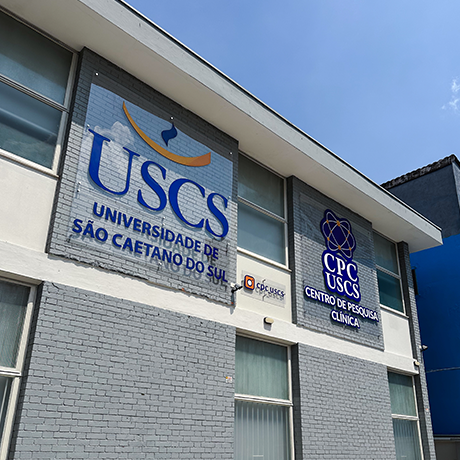 USCS
UNIVERSIDADE DE
SÃO CAETANO DO SUL
cpc.uscs
CPC
USCS
CENTRO DE PESQUISA
CLÍNICA